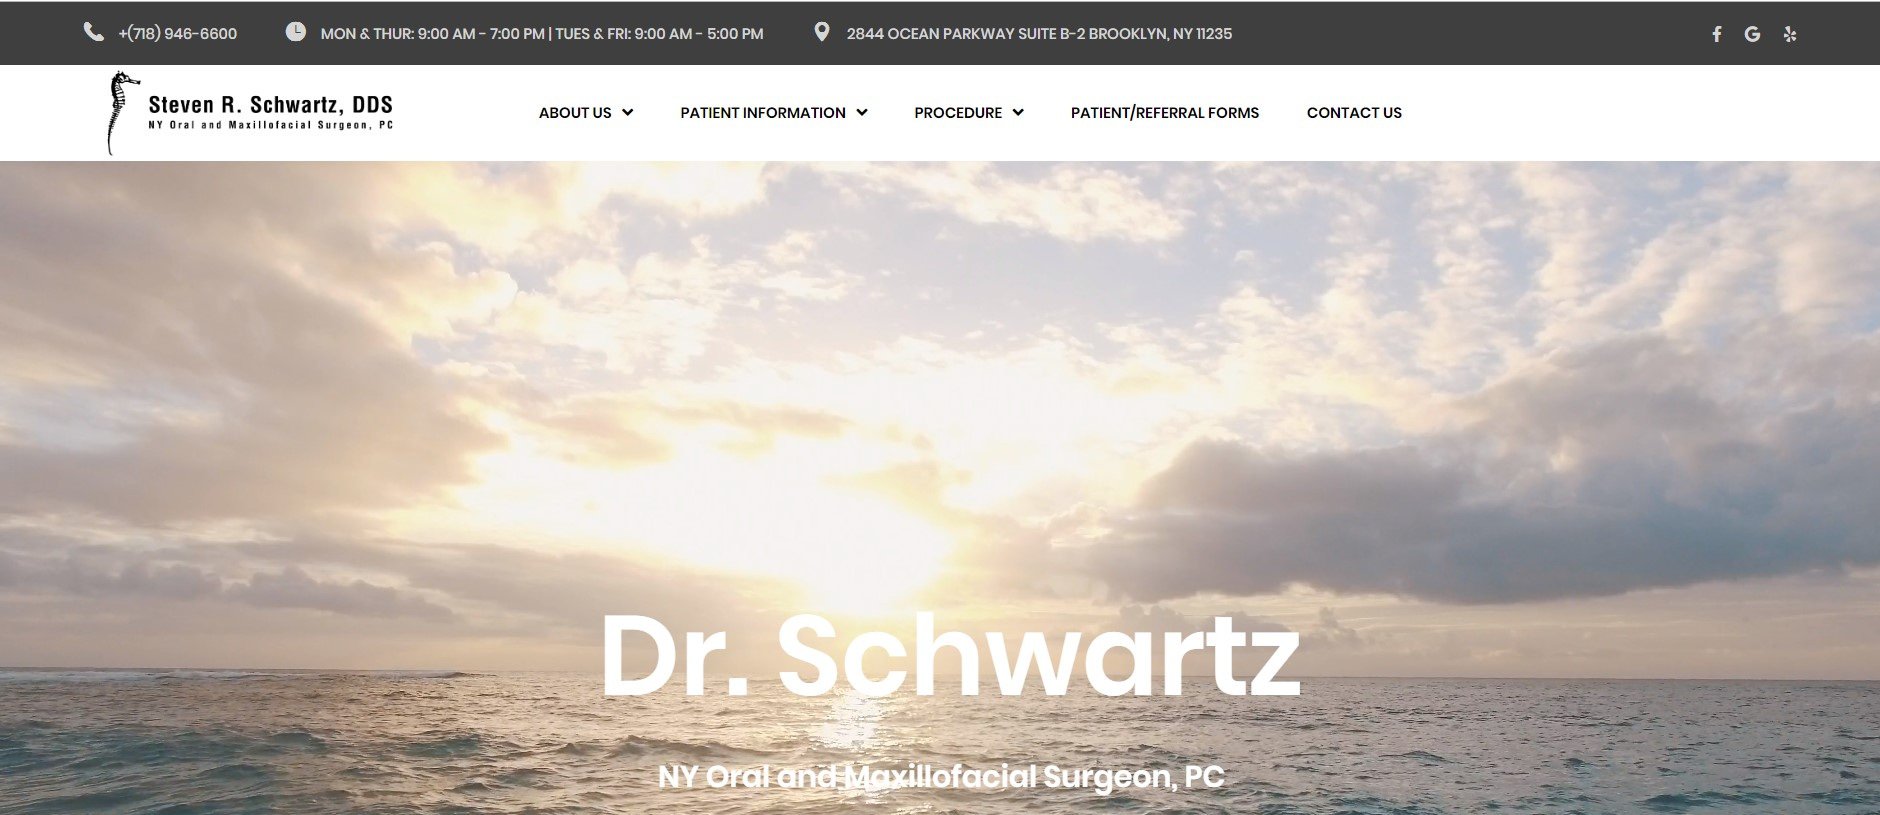 +(718) 946-6600
MON & THUR: 9:00 AM - 7:00 PM | TUES & FRI: 9:00 AM - 5:00 PM
2844 OCEAN PARKWAY SUITE B-2 BROOKLYN, NY 11235
Steven R. Schwartz, DDS
NY Oral and Maxillofacial Surgeon, PC
ABOUT US
PATIENT INFORMATION
PROCEDURE
PATIENT/REFERRAL FORMS
CONTACT US
Dr. Schwartz
NY Oral and Maxillofacial Surgeon, PC